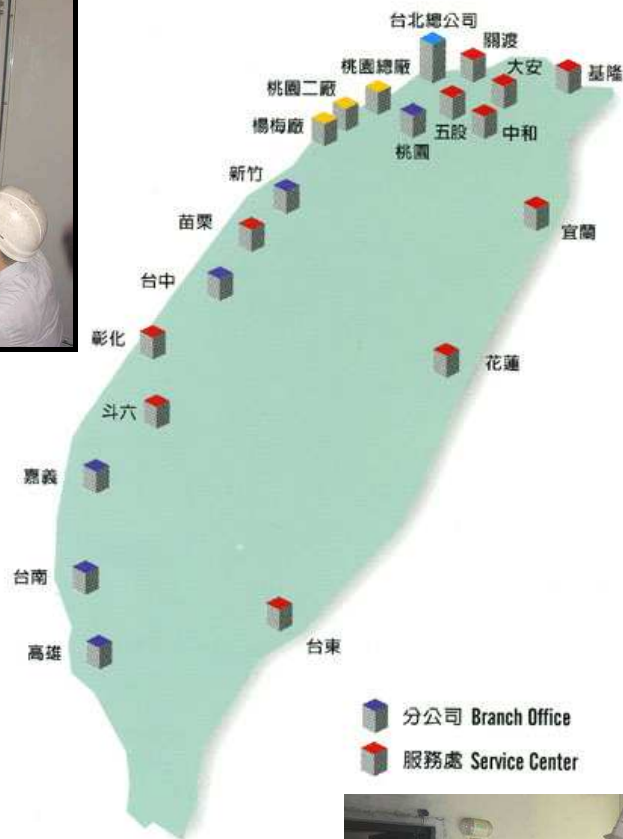 台北總公司
關渡
桃園總廠
大安
基隆
桃園二廠
楊梅廠
五股
中和
桃園
新竹
苗栗
宜蘭
台中
彰化
花蓮
斗六
嘉義
台南
高雄
台東
分公司 Branch Office
服務處 Service Center